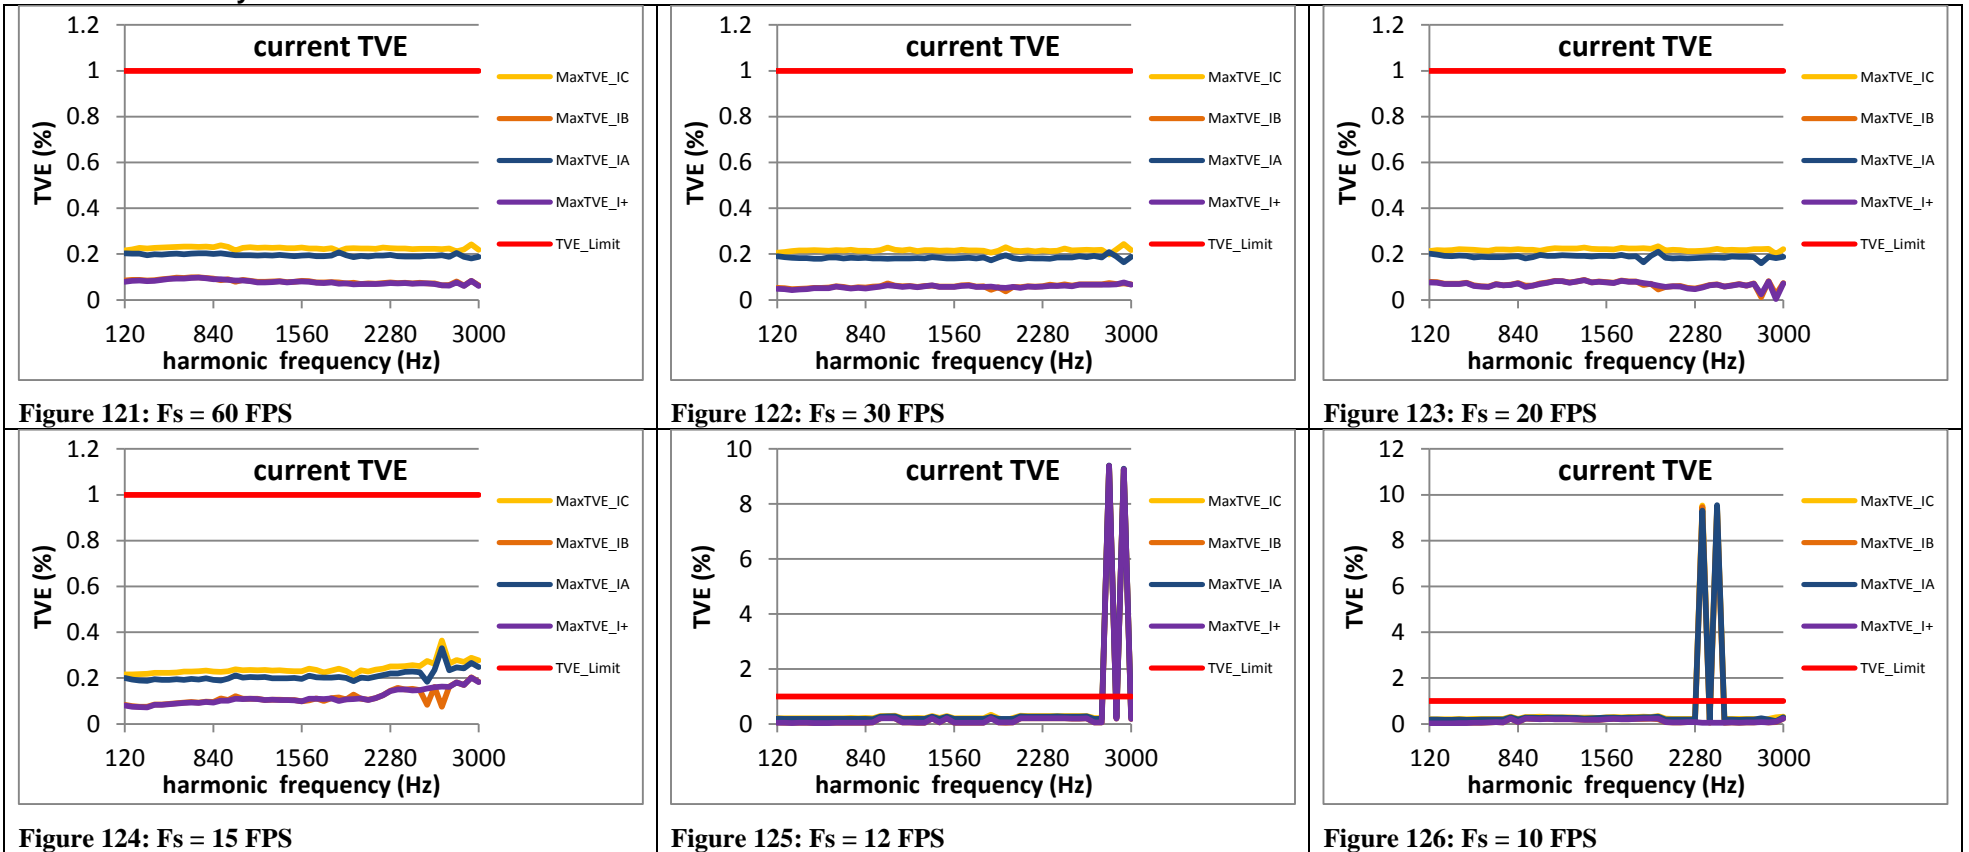 1.2
current TVE
1
0.8
0.6
0.4
0.2
0
TVE (%)
120 840 1560 2280 3000
harmonic frequency (Hz)
MaxTVE_IC
MaxTVE_IB
MaxTVE_IA
MaxTVE_I+
TVE_Limit
Figure 121: Fs = 60 FPS
1.2
current TVE
1
0.8
0.6
0.4
0.2
0
TVE (%)
120 840 1560 2280 3000
harmonic frequency (Hz)
MaxTVE_IC
MaxTVE_IB
MaxTVE_IA
MaxTVE_I+
TVE_Limit
Figure 122: Fs = 30 FPS
1.2
current TVE
1
0.8
0.6
0.4
0.2
0
TVE (%)
120 840 1560 2280 3000
harmonic frequency (Hz)
MaxTVE_IC
MaxTVE_IB
MaxTVE_IA
MaxTVE_I+
TVE_Limit
Figure 123: Fs = 20 FPS
1.2
current TVE
1
0.8
0.6
0.4
0.2
0
TVE (%)
120 840 1560 2280 3000
harmonic frequency (Hz)
MaxTVE_IC
MaxTVE_IB
MaxTVE_IA
MaxTVE_I+
TVE_Limit
Figure 124: Fs = 15 FPS
10
current TVE
8
6
4
2
0
TVE (%)
120 840 1560 2280 3000
harmonic frequency (Hz)
MaxTVE_IC
MaxTVE_IB
MaxTVE_IA
MaxTVE_I+
TVE_Limit
Figure 125: Fs = 12 FPS
12
current TVE
10
8
6
4
2
0
TVE (%)
120 840 1560 2280 3000
harmonic frequency (Hz)
MaxTVE_IC
MaxTVE_IB
MaxTVE_IA
MaxTVE_I+
TVE_Limit
Figure 126: Fs = 10 FPS